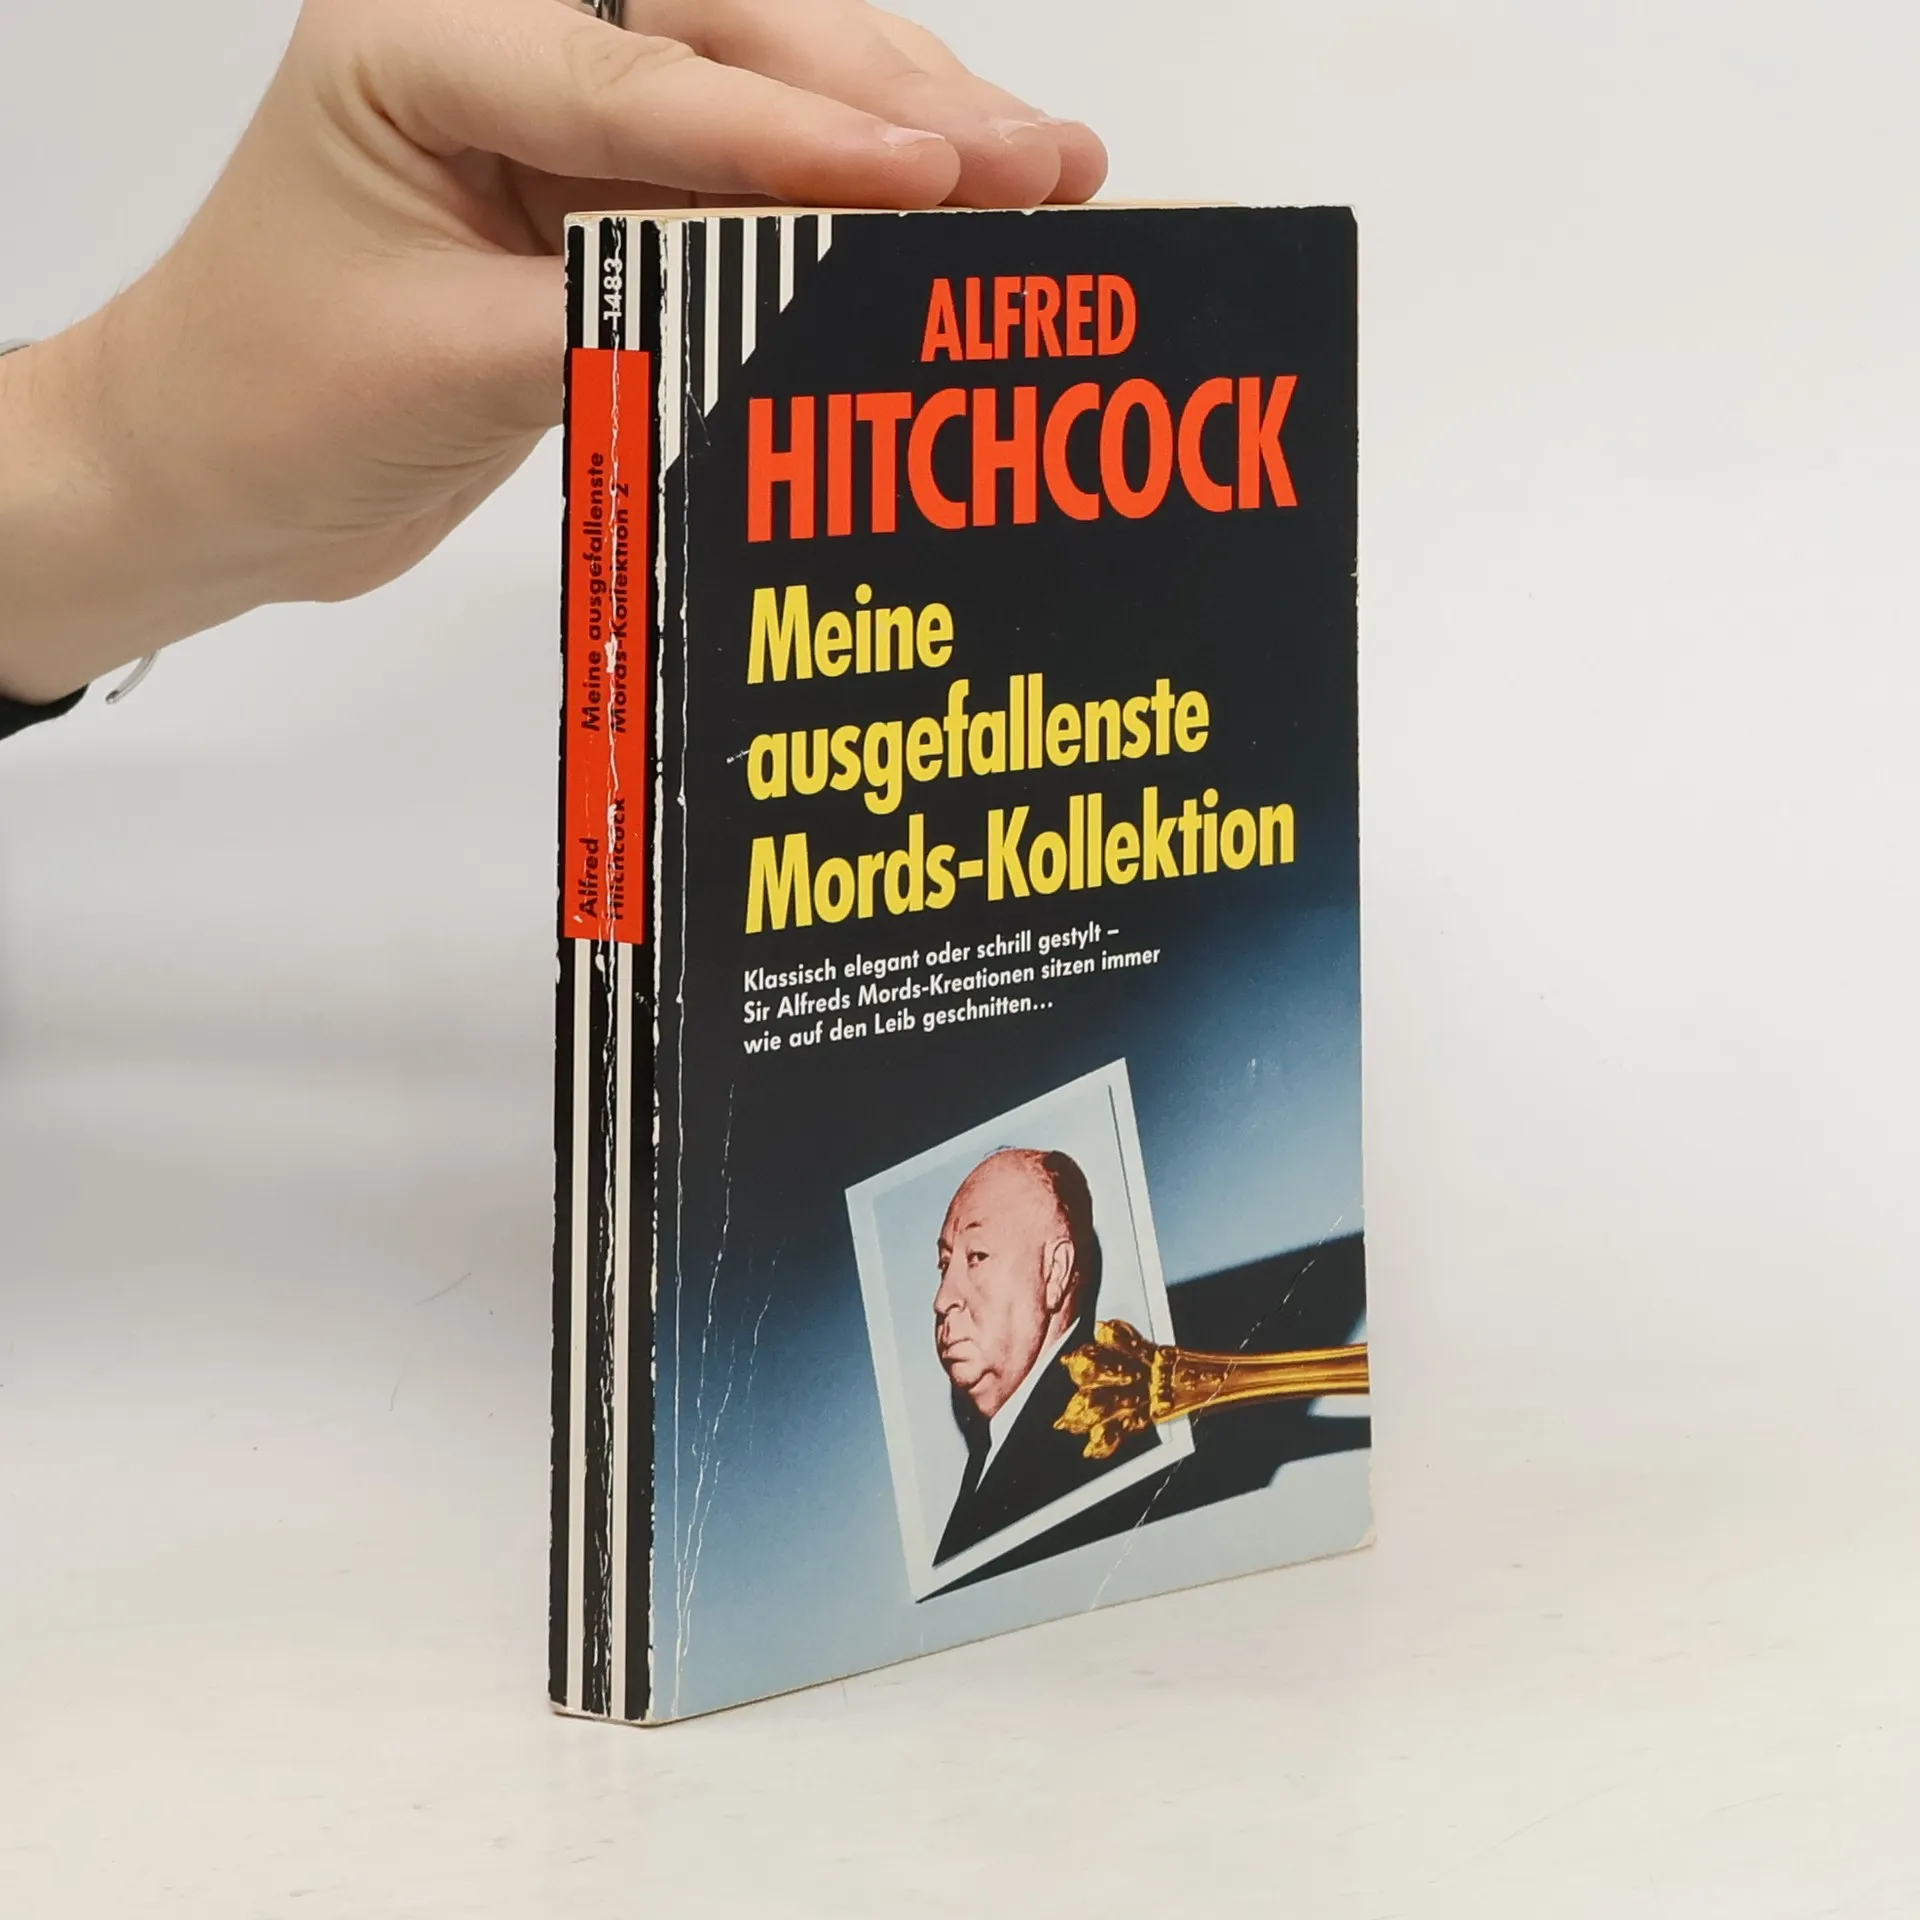 1483
Meine ausgefallenste
Mords-Kollektion 2
Alfred
Hitchcock
ALFRED
HITCHCOCK
Meine
ausgefallenste
Mords-Kollektion
Klassisch elegant oder schrill gestylt –
Sir Alfreds Mords-Kreationen sitzen immer
wie auf den Leib geschnitten...